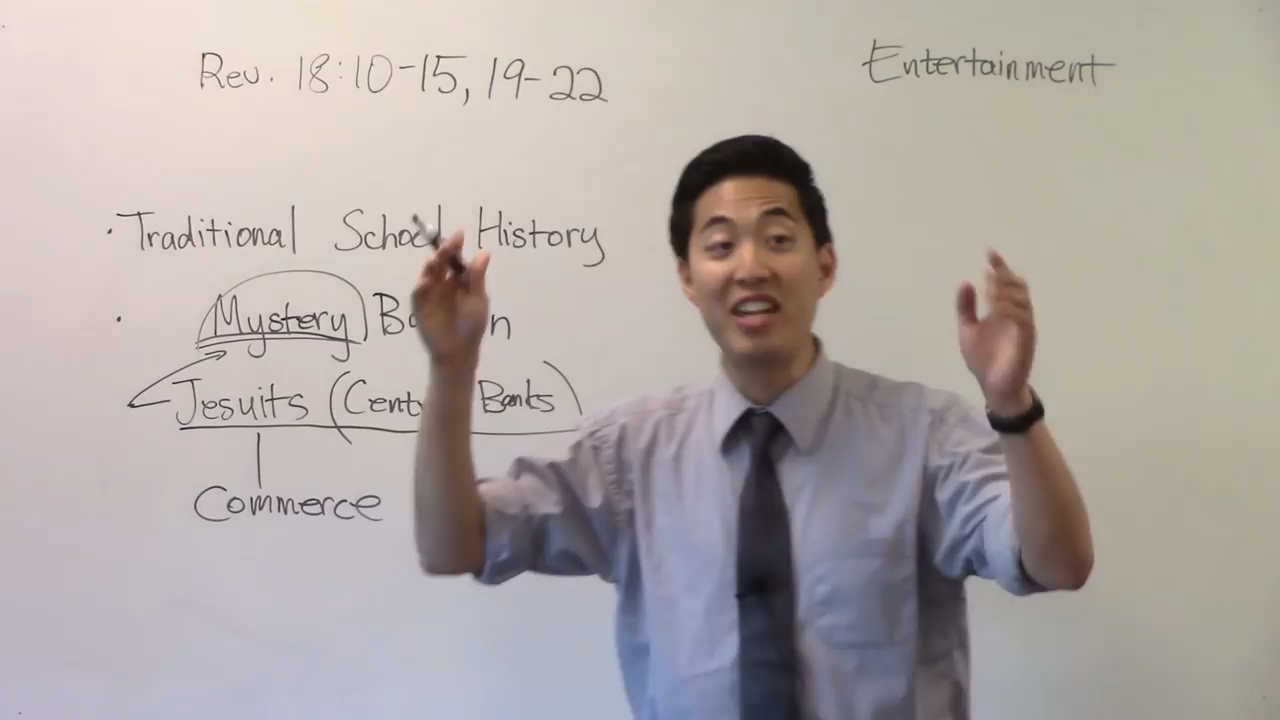 Rev. 18:10-15, 19-22
Entertainment
· Traditional School History
· Mystery
Jesuits (Banks)
Commerce